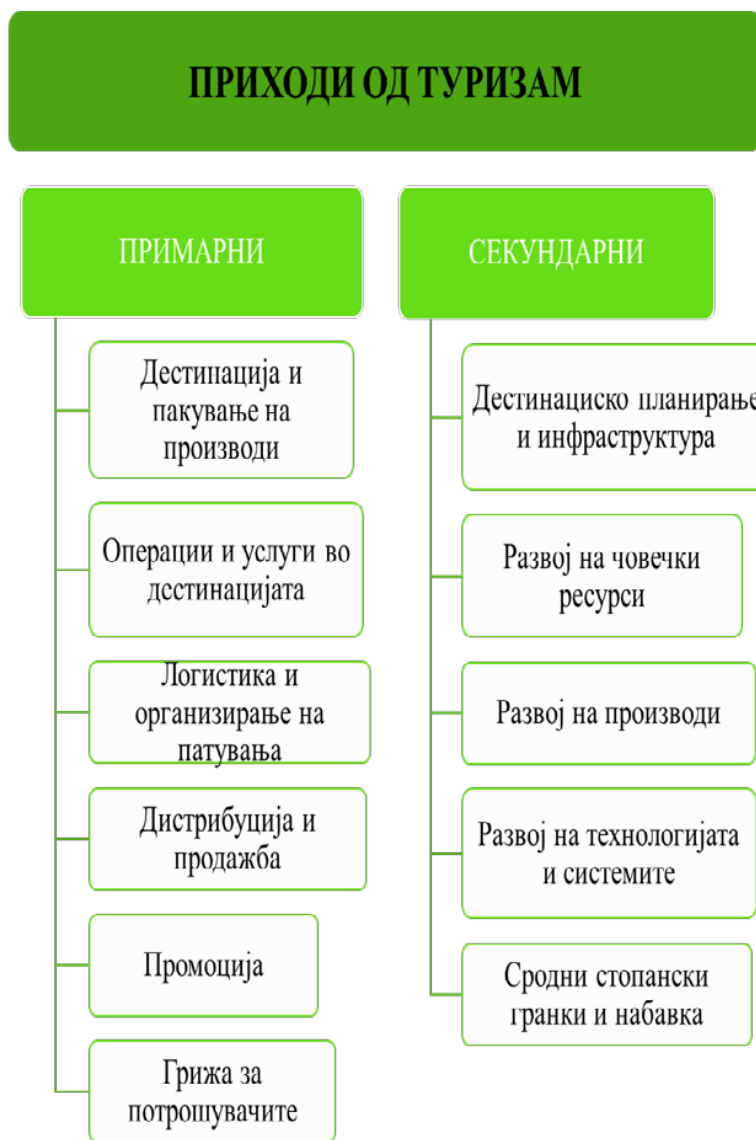 ПРИХОДИ ОД ТУРИЗАМ
ПРИМАРНИ
Дестинација и
пакување на
производи
Операции и услуги во
дестинацијата
Логистика и
организирање на
патувања
Дистрибуција и
продажба
Промоција
Грижа за
потрошувачите
СЕКУНДАРНИ
Дестинациско планирање
и инфраструктура
Развој на човечки
ресурси
Развој на производи
Развој на технологијата
и системите
Сродни стопански
гранки и набавка